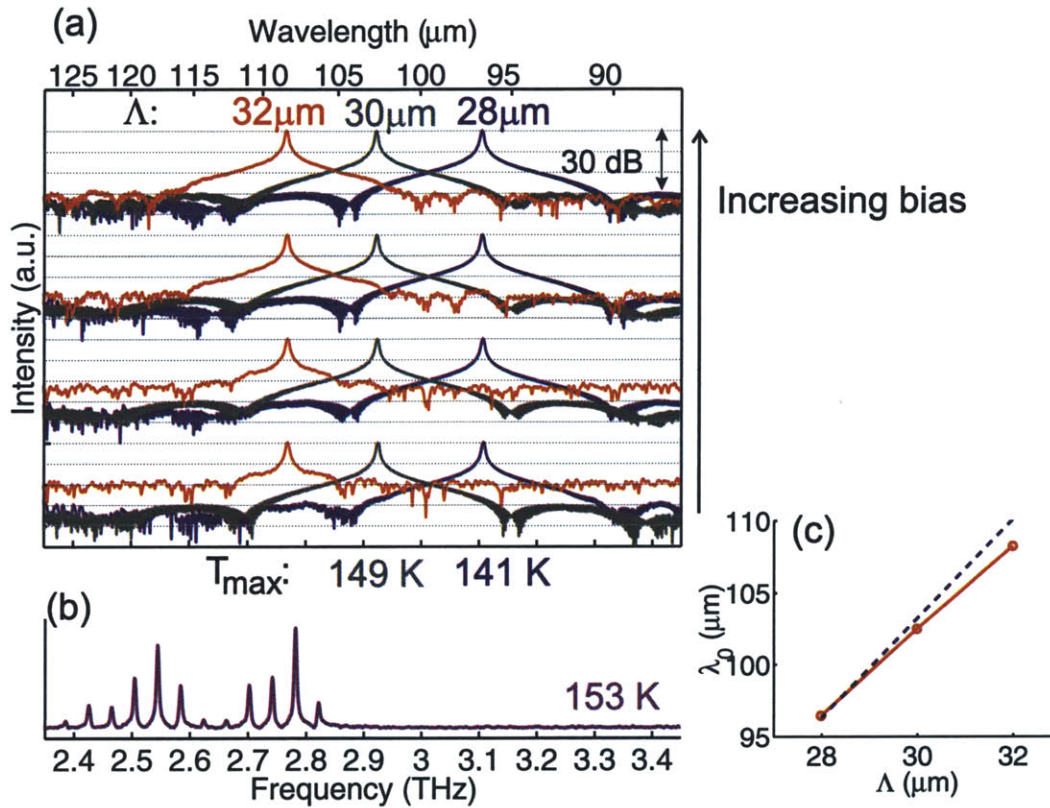 (a)
Wavelength (μm)
125 120 115 110 105 100 95 90
Λ: 32μm 30μm 28μm
30 dB
Increasing bias
Intensity (a.u.)
T_max: 149 K 141 K
(b)
153 K
2.4 2.5 2.6 2.7 2.8 2.9 3 3.1 3.2 3.3 3.4
Frequency (THz)
(c)
110
105
100
95
λ_0 (μm)
28 30 32
Λ (μm)